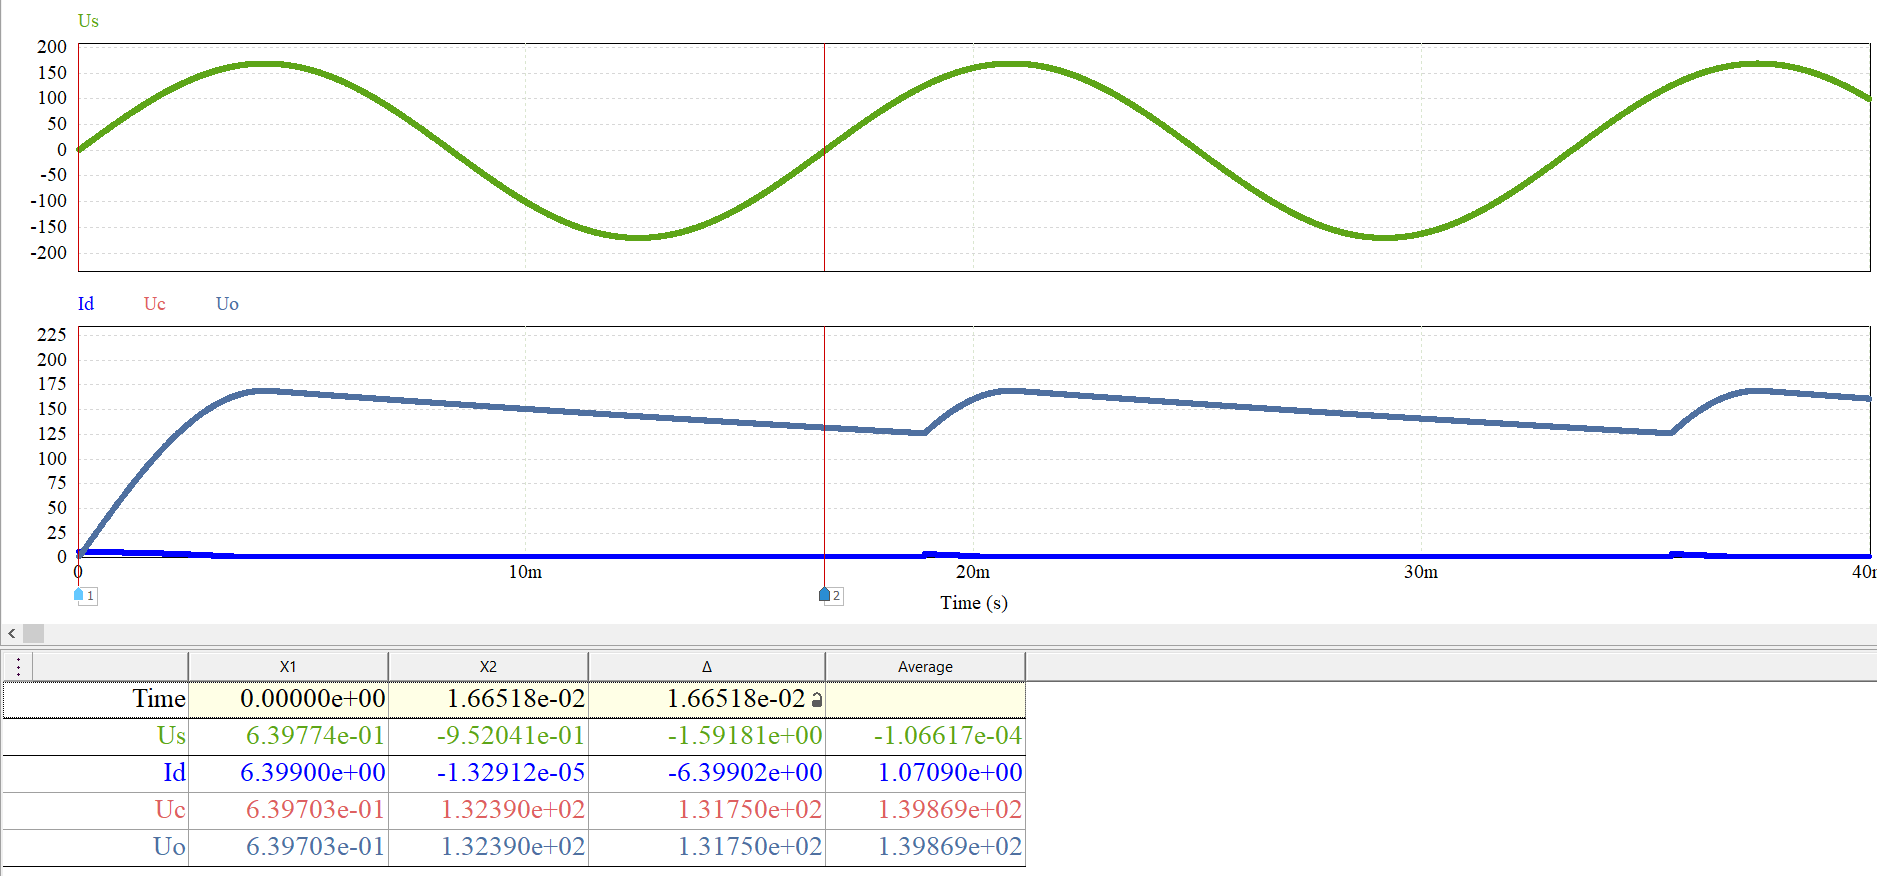 Us
200
150
100
50
0
-50
-100
-150
-200
Id Uc Uo
225
200
175
150
125
100
75
50
25
0
0 10m 20m 30m 40m
1 2
Time (s)
X1 X2 Δ Average
Time 0.00000e+00 1.66518e-02 1.66518e-02
Us 6.39774e-01 -9.52041e-01 -1.59181e+00 -1.06617e-04
Id 6.39900e+00 -1.32912e-05 -6.39902e+00 1.07090e+00
Uc 6.39703e-01 1.32390e+02 1.31750e+02 1.39869e+02
Uo 6.39703e-01 1.32390e+02 1.31750e+02 1.39869e+02